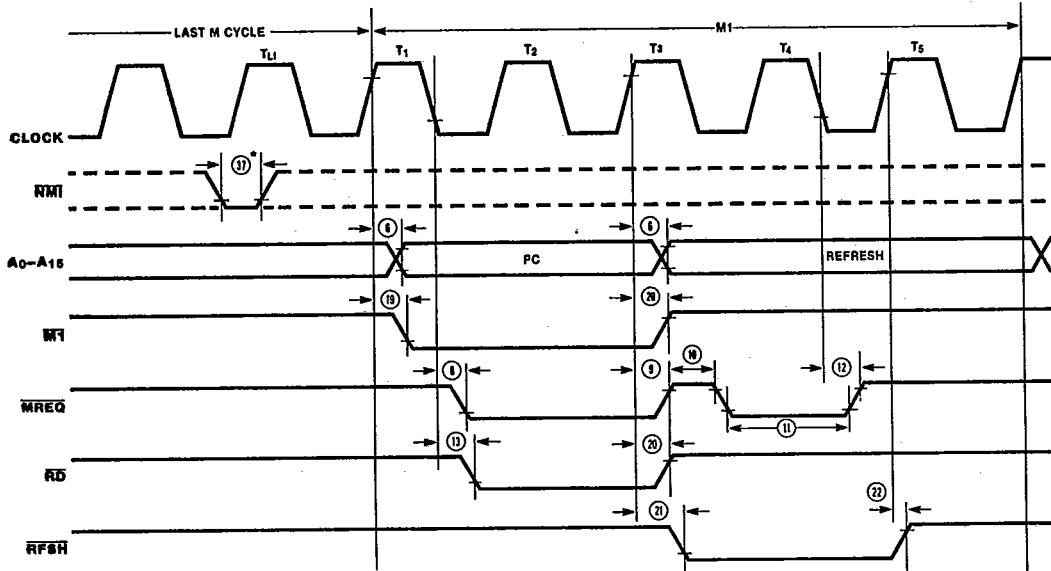 LAST M CYCLE M1
TLI T1 T2 T3 T4 T5
CLOCK
37*
NMI
6 6
A0–A15 PC REFRESH
19 20
M1
8 9 10 12
MREQ
11
13 20
RD
22
21
RFSH